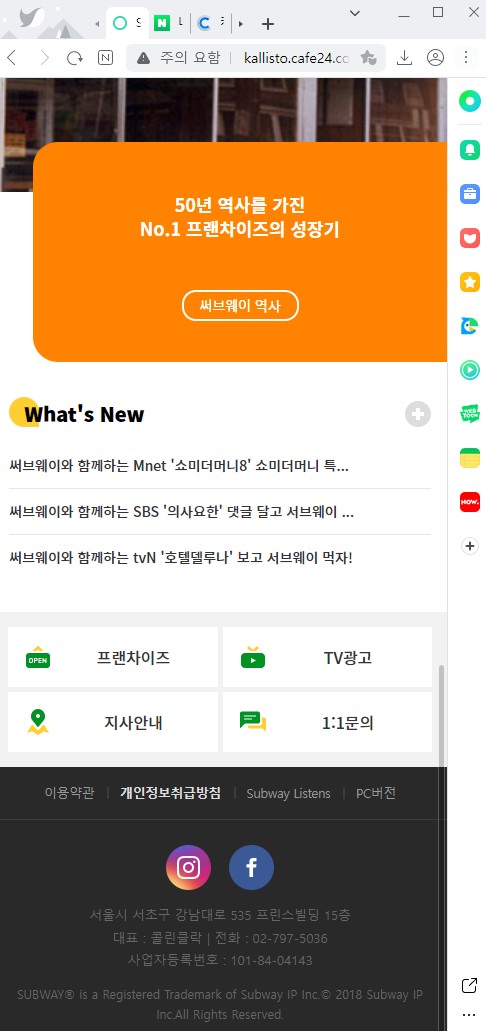 주의 요함
kallisto.cafe24.co
50년 역사를 가진
No.1 프랜차이즈의 성장기
써브웨이 역사
What's New
써브웨이와 함께하는 Mnet '쇼미더머니8' 쇼미더머니 특...
써브웨이와 함께하는 SBS '의사요한' 댓글 달고 서브웨이 ...
써브웨이와 함께하는 tvN '호텔델루나' 보고 서브웨이 먹자!
OPEN
프랜차이즈
TV광고
지사안내
1:1문의
이용약관 | 개인정보취급방침 | Subway Listens | PC버전
서울시 서초구 강남대로 535 프린스빌딩 15층
대표 : 콜린클락 | 전화 : 02-797-5036
사업자등록번호 : 101-84-04143
SUBWAY® is a Registered Trademark of Subway IP Inc.© 2018 Subway IP
Inc.All Rights Reserved.
WEB
TOON
NOW.